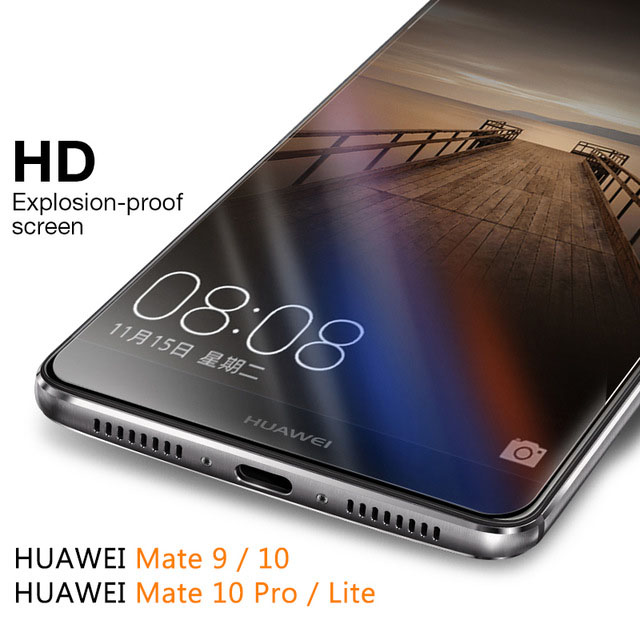 HD
Explosion-proof
screen
08:08
11月15日 星期二
HUAWEI
HUAWEI Mate 9 / 10
HUAWEI Mate 10 Pro / Lite